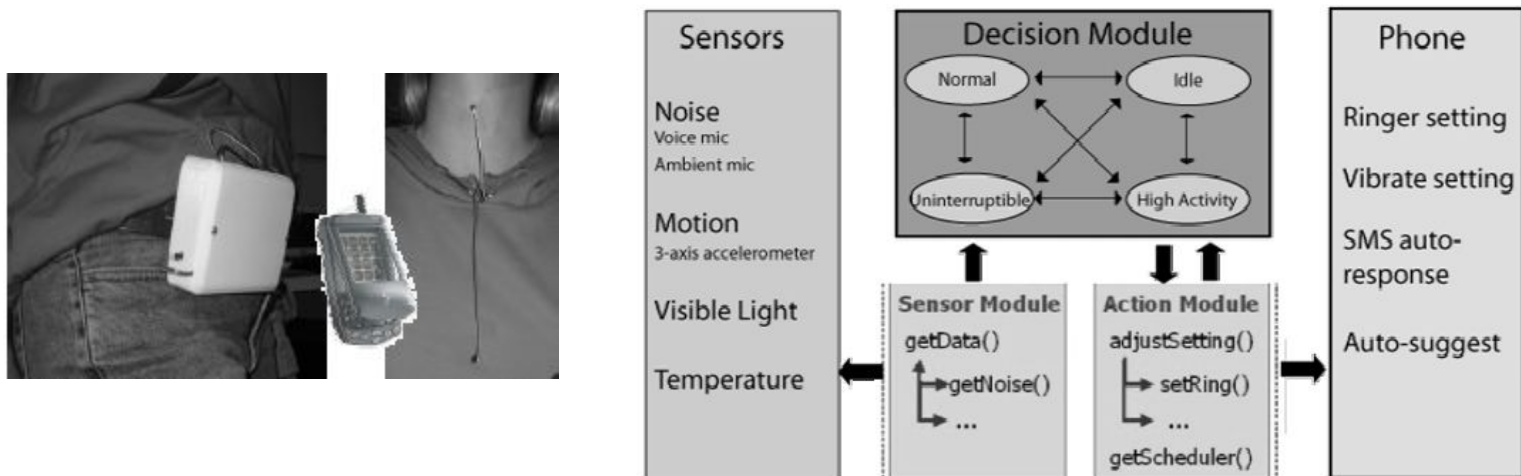 Sensors
Noise
Voice mic
Ambient mic
Motion
3-axis accelerometer
Visible Light
Temperature
Decision Module
Normal
Idle
Uninterruptible
High Activity
Sensor Module
getData()
getNoise()
...
Action Module
adjustSetting()
setRing()
...
getScheduler()
Phone
Ringer setting
Vibrate setting
SMS auto-
response
Auto-suggest